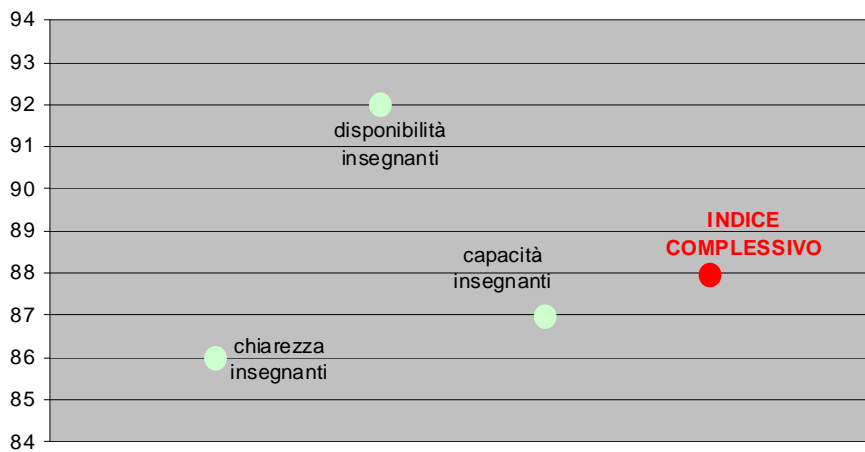 94
93
92
91
90
89
88
87
86
85
84
disponibilità
insegnanti
INDICE
COMPLESSIVO
capacità
insegnanti
chiarezza
insegnanti